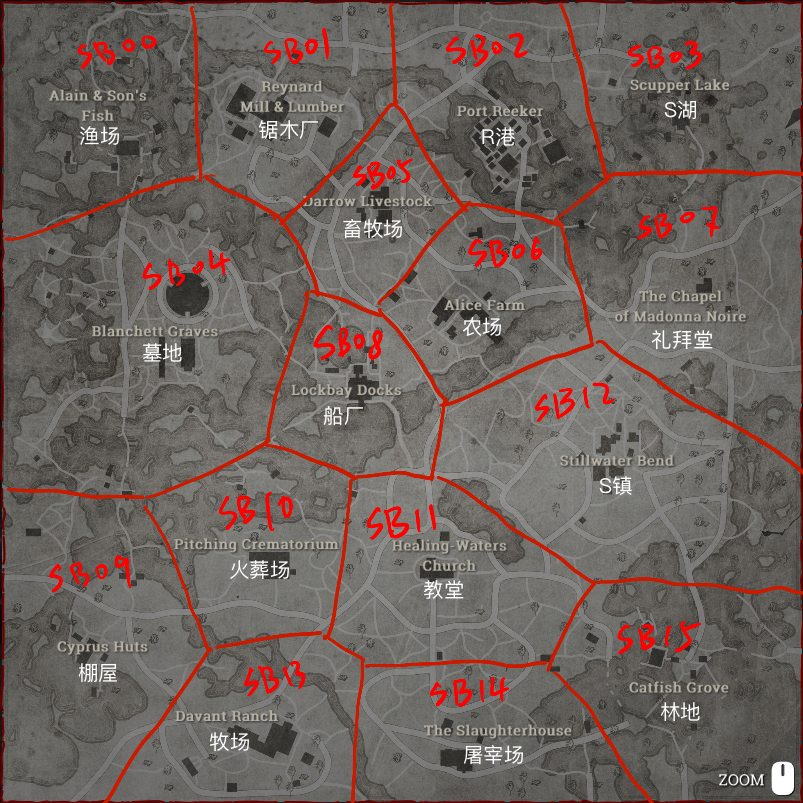 SB00
Alain & Son's
Fish
渔场
SB01
Reynard
Mill & Lumber
锯木厂
SB02
Port Reeker
R港
SB03
Scupper Lake
S湖
SB04
Blanchett Graves
墓地
SB05
Darrow Livestock
畜牧场
SB06
Alice Farm
农场
SB07
The Chapel
of Madonna Noire
礼拜堂
SB08
Lockbay Docks
船厂
SB12
Stillwater Bend
S镇
SB09
Cyprus Huts
棚屋
SB10
Pitching Crematorium
火葬场
SB11
Healing-Waters
Church
教堂
SB13
Davant Ranch
牧场
SB14
The Slaughterhouse
屠宰场
SB15
Catfish Grove
林地
ZOOM